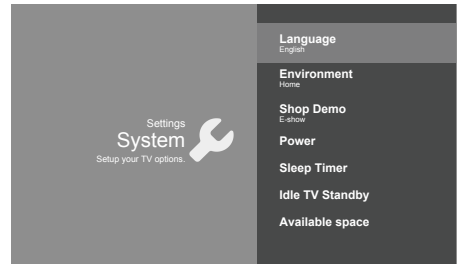 Settings
System
Setup your TV options.
Language
English
Environment
Home
Shop Demo
E-show
Power
Sleep Timer
Idle TV Standby
Available space